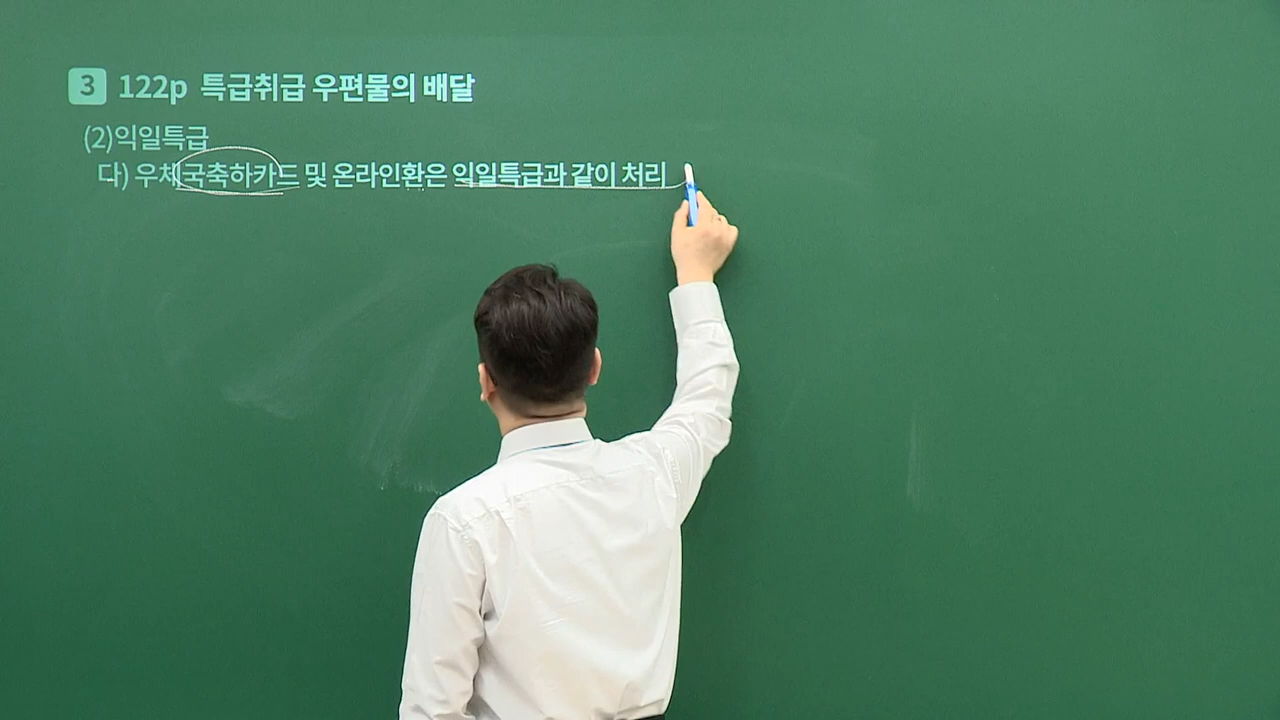 3 122p 특급취급 우편물의 배달
(2)익일특급
다) 우체국축하카드 및 온라인환은 익일특급과 같이 처리